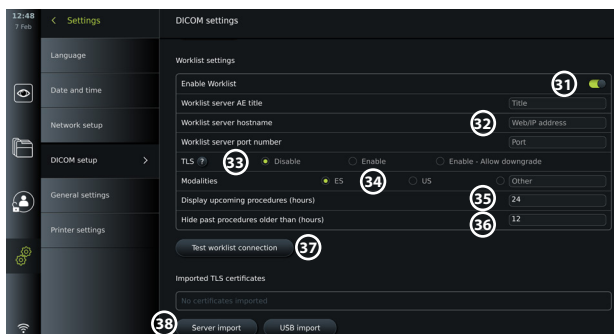 12:48
7 Feb
Settings
Language
Date and time
Network setup
DICOM setup
General settings
Printer settings
DICOM settings
Worklist settings
Enable Worklist 31
Worklist server AE title Title
Worklist server hostname 32 Web/IP address
Worklist server port number Port
TLS ? 33 Disable Enable Enable - Allow downgrade
Modalities ES 34 US Other
Display upcoming procedures (hours) 35 24
Hide past procedures older than (hours) 36 12
Test worklist connection 37
Imported TLS certificates
No certificates imported
38 Server import USB import